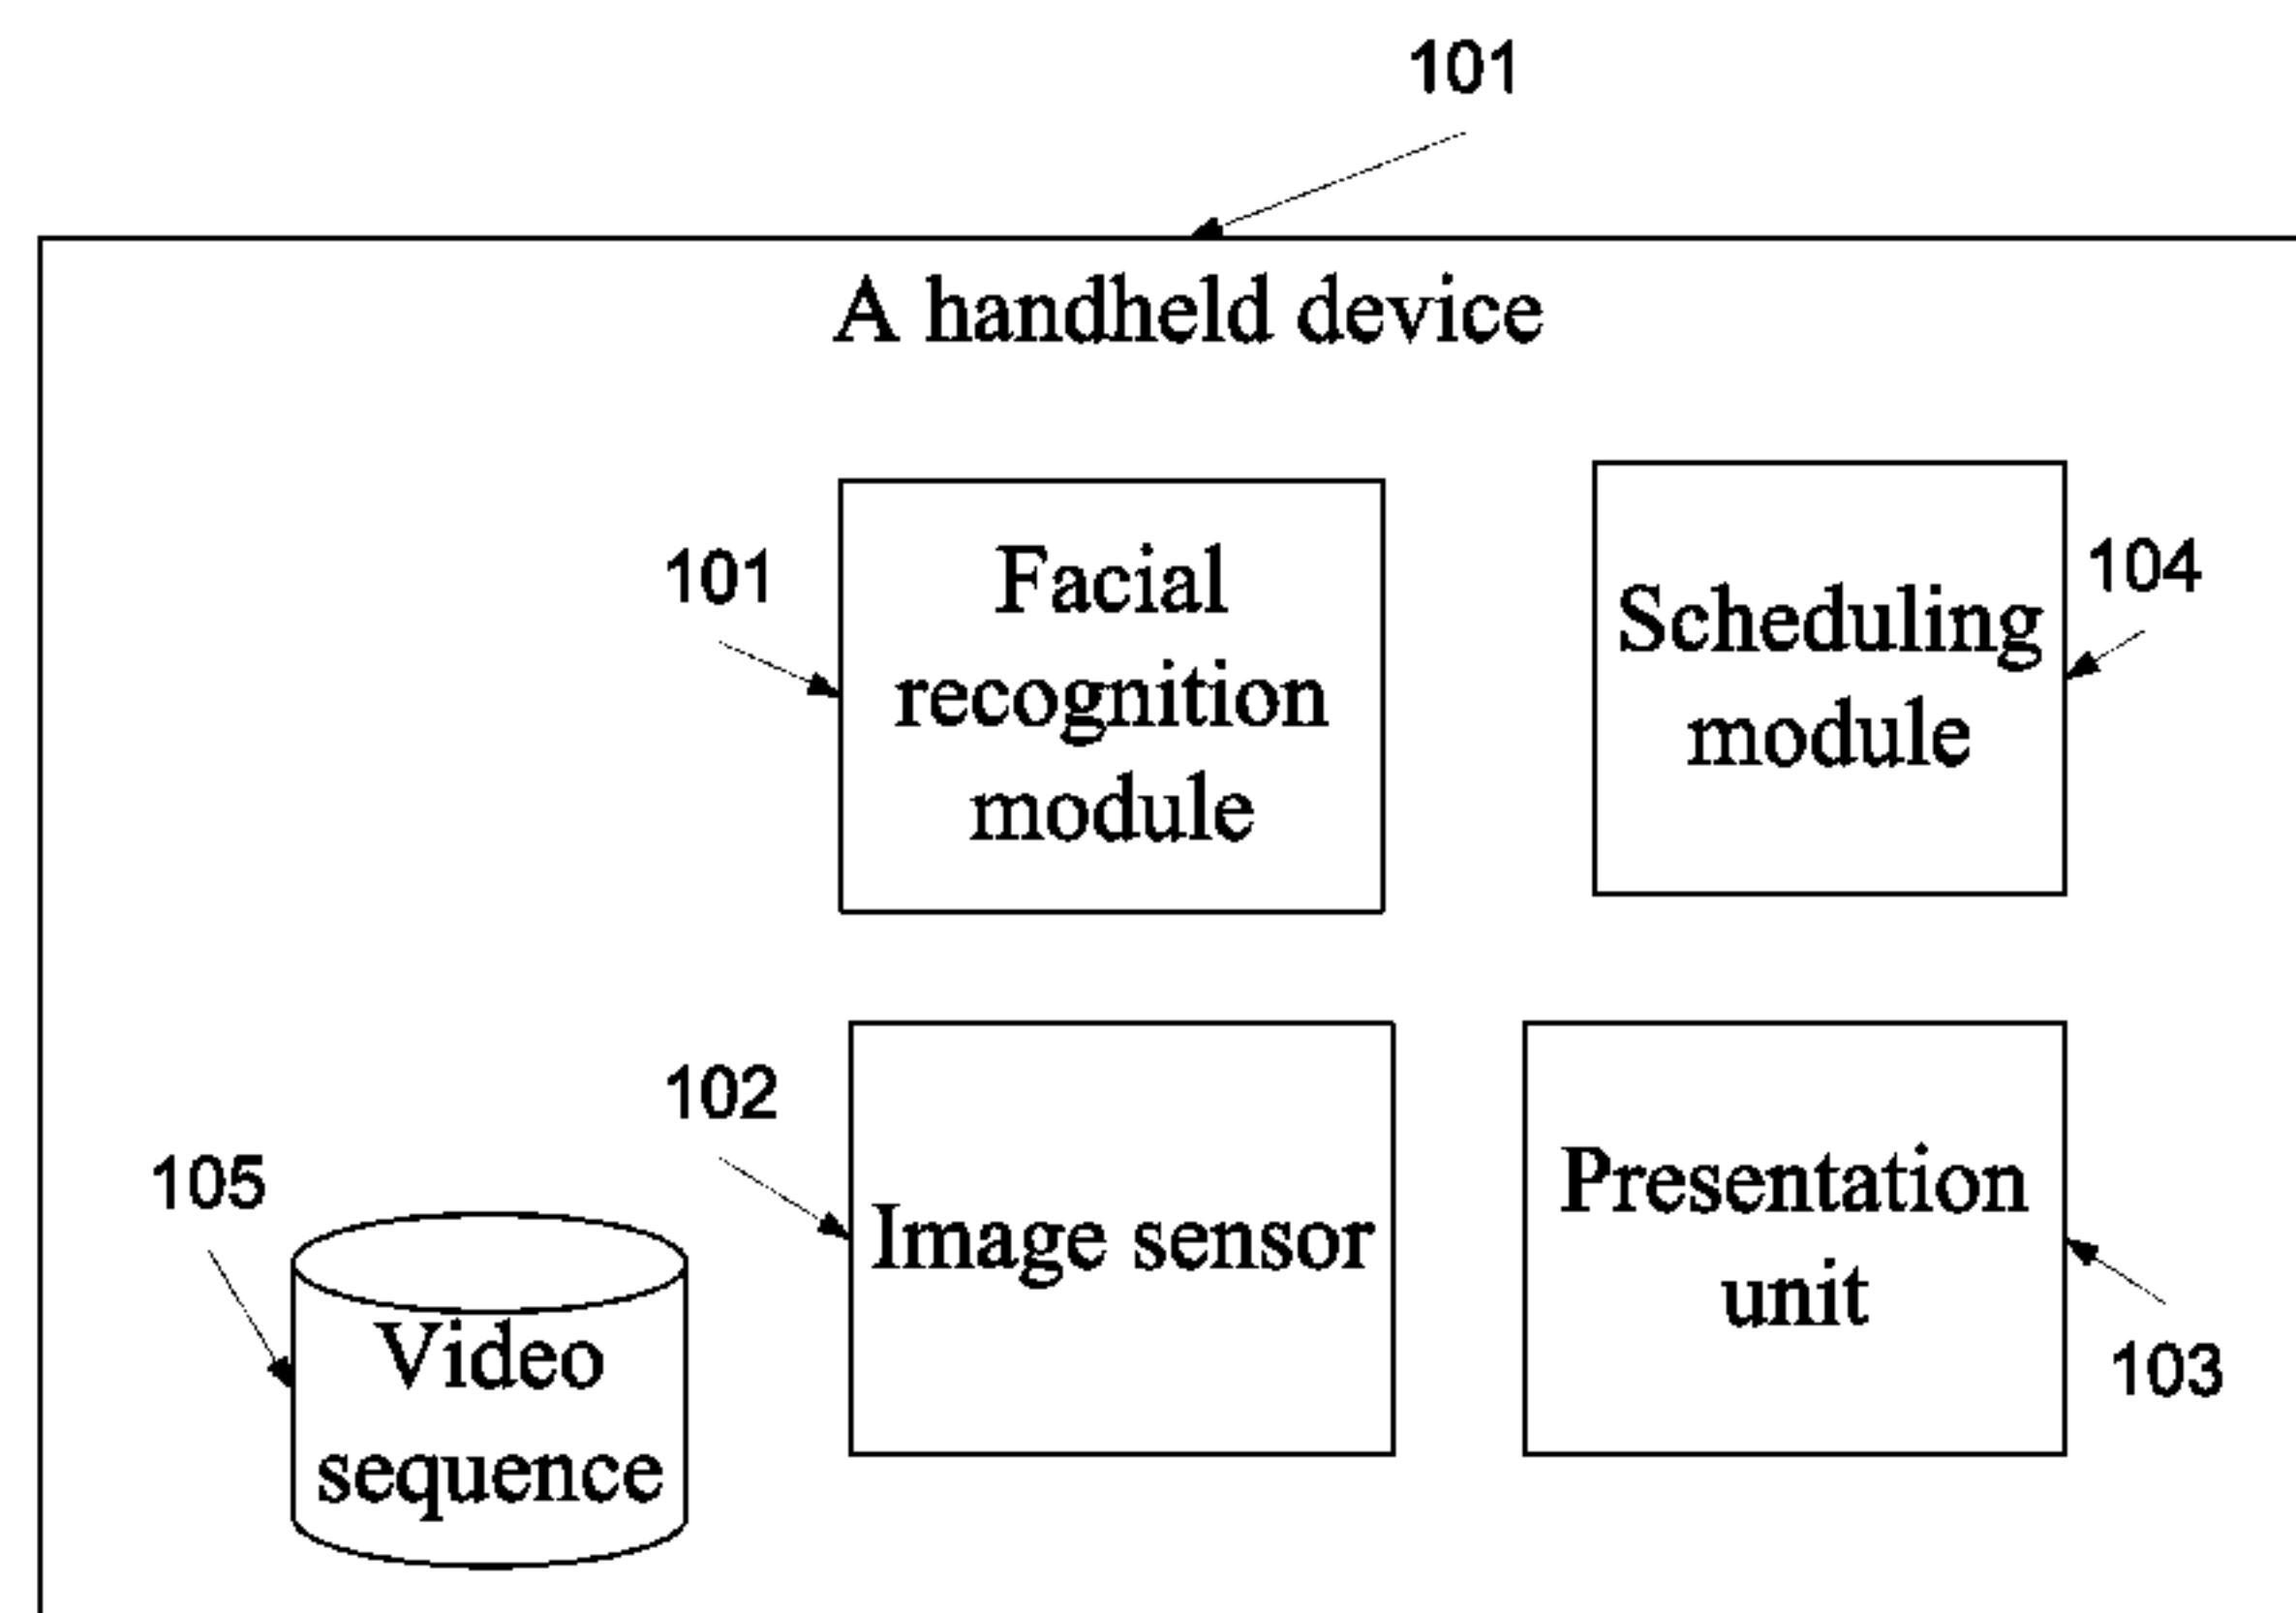 101
A handheld device
101
Facial
recognition
module
104
Scheduling
module
105
Video
sequence
102
Image sensor
Presentation
unit
103